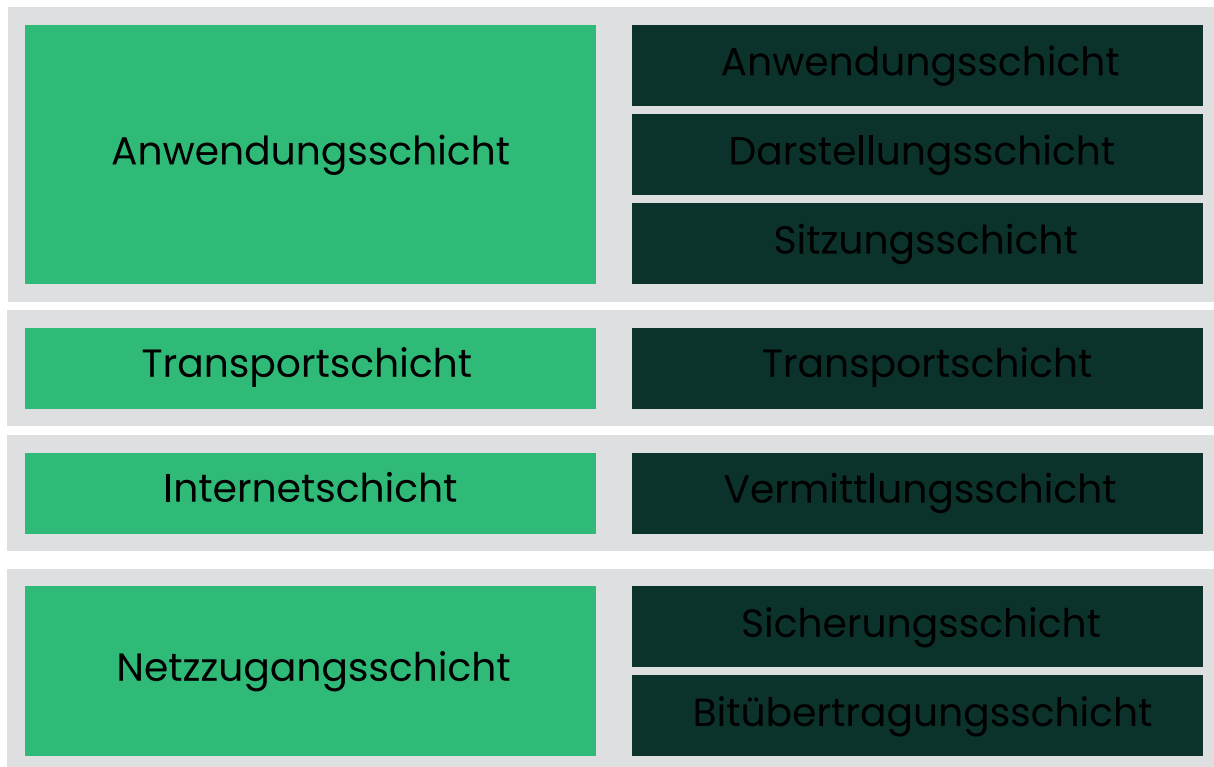 Anwendungsschicht
Anwendungsschicht
Darstellungsschicht
Sitzungsschicht
Transportschicht
Transportschicht
Internetschicht
Vermittlungsschicht
Netzzugangsschicht
Sicherungsschicht
Bitübertragungsschicht